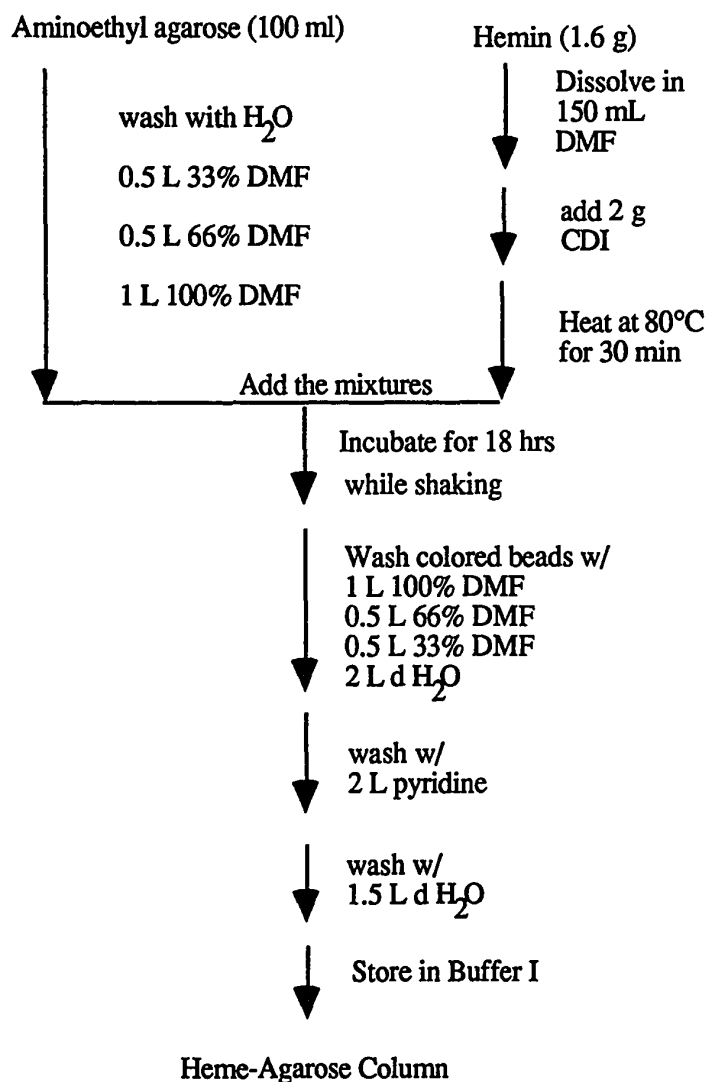 Aminoethyl agarose (100 ml)
wash with H2O
0.5 L 33% DMF
0.5 L 66% DMF
1 L 100% DMF
Hemin (1.6 g)
Dissolve in
150 mL
DMF
add 2 g
CDI
Heat at 80°C
for 30 min
Add the mixtures
Incubate for 18 hrs
while shaking
Wash colored beads w/
1 L 100% DMF
0.5 L 66% DMF
0.5 L 33% DMF
2 L d H2O
wash w/
2 L pyridine
wash w/
1.5 L d H2O
Store in Buffer I
Heme-Agarose Column